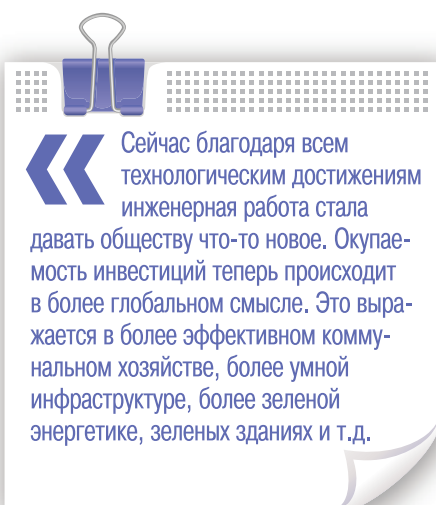 « Сейчас благодаря всем
технологическим достижениям
инженерная работа стала
давать обществу что-то новое. Окупае-
мость инвестиций теперь происходит
в более глобальном смысле. Это выра-
жается в более эффективном комму-
нальном хозяйстве, более умной
инфраструктуре, более зеленой
энергетике, зеленых зданиях и т.д.